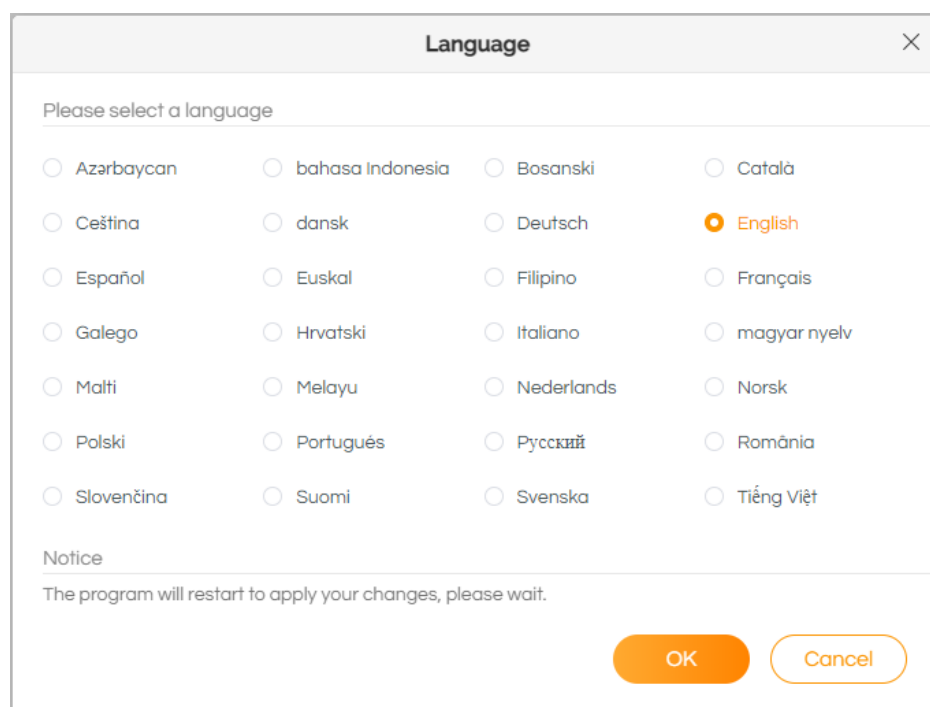 Language
Please select a language
Azərbaycan bahasa Indonesia Bosanski Català
Ceština dansk Deutsch English
Español Euskal Filipino Français
Galego Hrvatski Italiano magyar nyelv
Malti Melayu Nederlands Norsk
Polski Portugués Русский România
Slovenčina Suomi Svenska Tiếng Việt
Notice
The program will restart to apply your changes, please wait.
OK Cancel